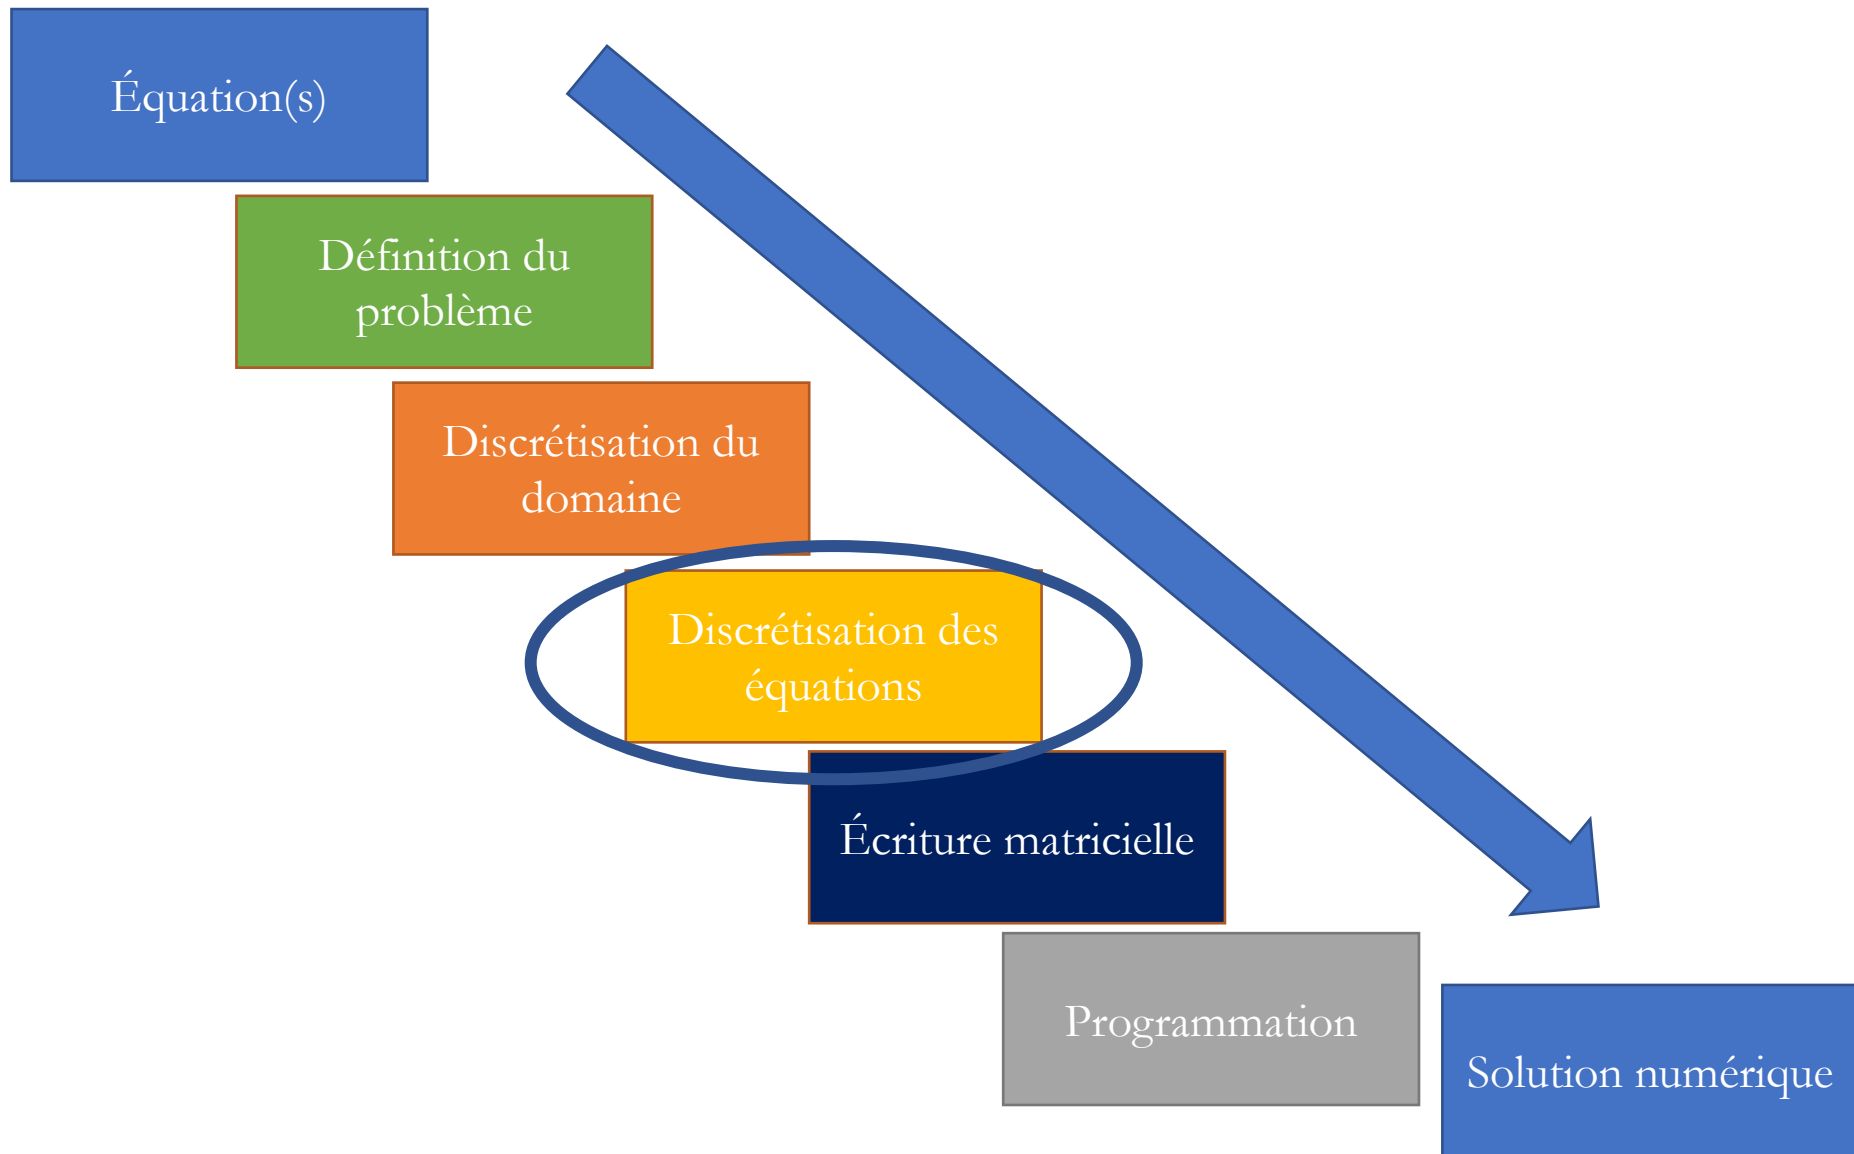 Équation(s)
Définition du
problème
Discrétisation du
domaine
Discrétisation des
équations
Écriture matricielle
Programmation
Solution numérique